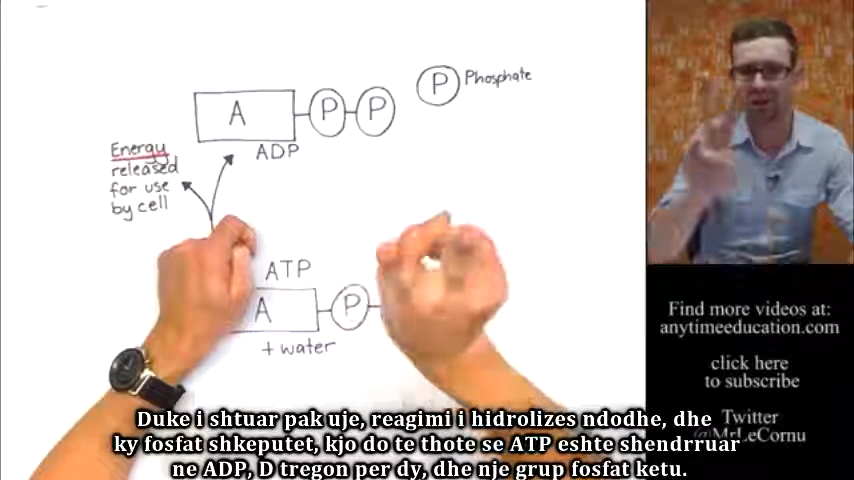 A
P
P
P
Phosphate
ADP
Energy
released
for use
by cell
ATP
A
P
+ water
Find more videos at:
anytimeeducation.com
click here
to subscribe
Twitter
@MrLeCornu
Duke i shtuar pak uje, reagimi i hidrolizes ndodhe, dhe
ky fosfat shkeputet, kjo do te thote se ATP eshte shendrruar
ne ADP, D tregon per dy, dhe nje grup fosfat ketu.